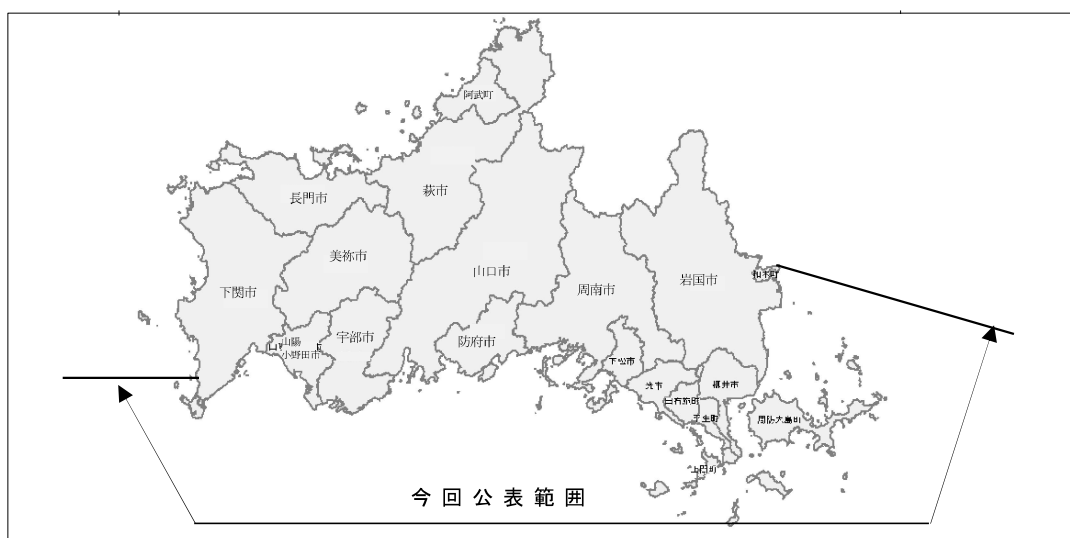 阿武町
萩市
長門市
美祢市
山口市
岩国市
和木町
周南市
下関市
宇部市
防府市
山陽
小野田市
下松市
光市
柳井市
田布施町
平生町
周防大島町
上関町
今回公表範囲